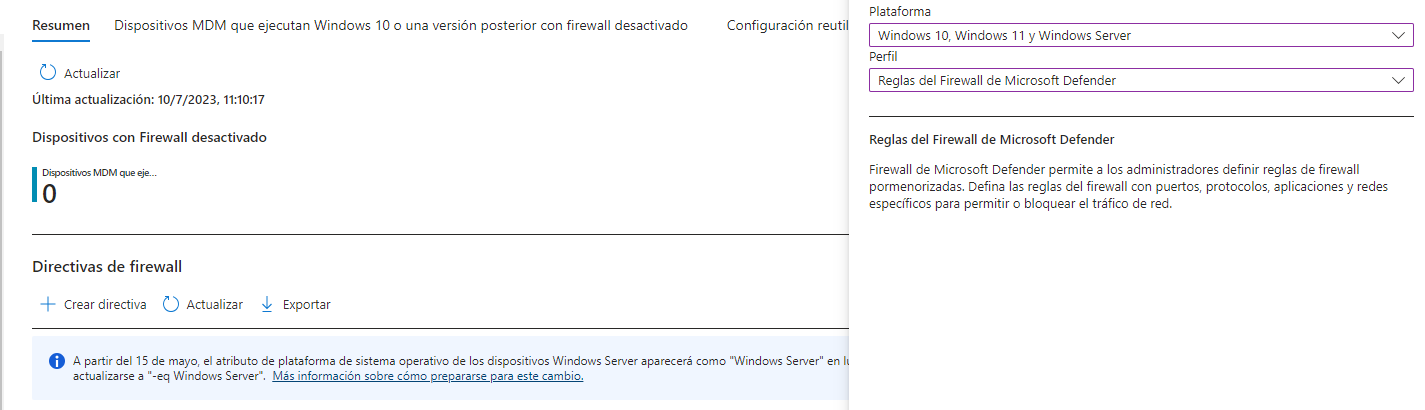 Resumen
Dispositivos MDM que ejecutan Windows 10 o una versión posterior con firewall desactivado
Configuración reutil
Actualizar
Última actualización: 10/7/2023, 11:10:17
Dispositivos con Firewall desactivado
Dispositivos MDM que eje...
0
Directivas de firewall
Crear directiva
Actualizar
Exportar
A partir del 15 de mayo, el atributo de plataforma de sistema operativo de los dispositivos Windows Server aparecerá como "Windows Server" en lu
actualizarse a "-eq Windows Server". Más información sobre cómo prepararse para este cambio.
Plataforma
Windows 10, Windows 11 y Windows Server
Perfil
Reglas del Firewall de Microsoft Defender
Reglas del Firewall de Microsoft Defender
Firewall de Microsoft Defender permite a los administradores definir reglas de firewall
pormenorizadas. Defina las reglas del firewall con puertos, protocolos, aplicaciones y redes
específicos para permitir o bloquear el tráfico de red.